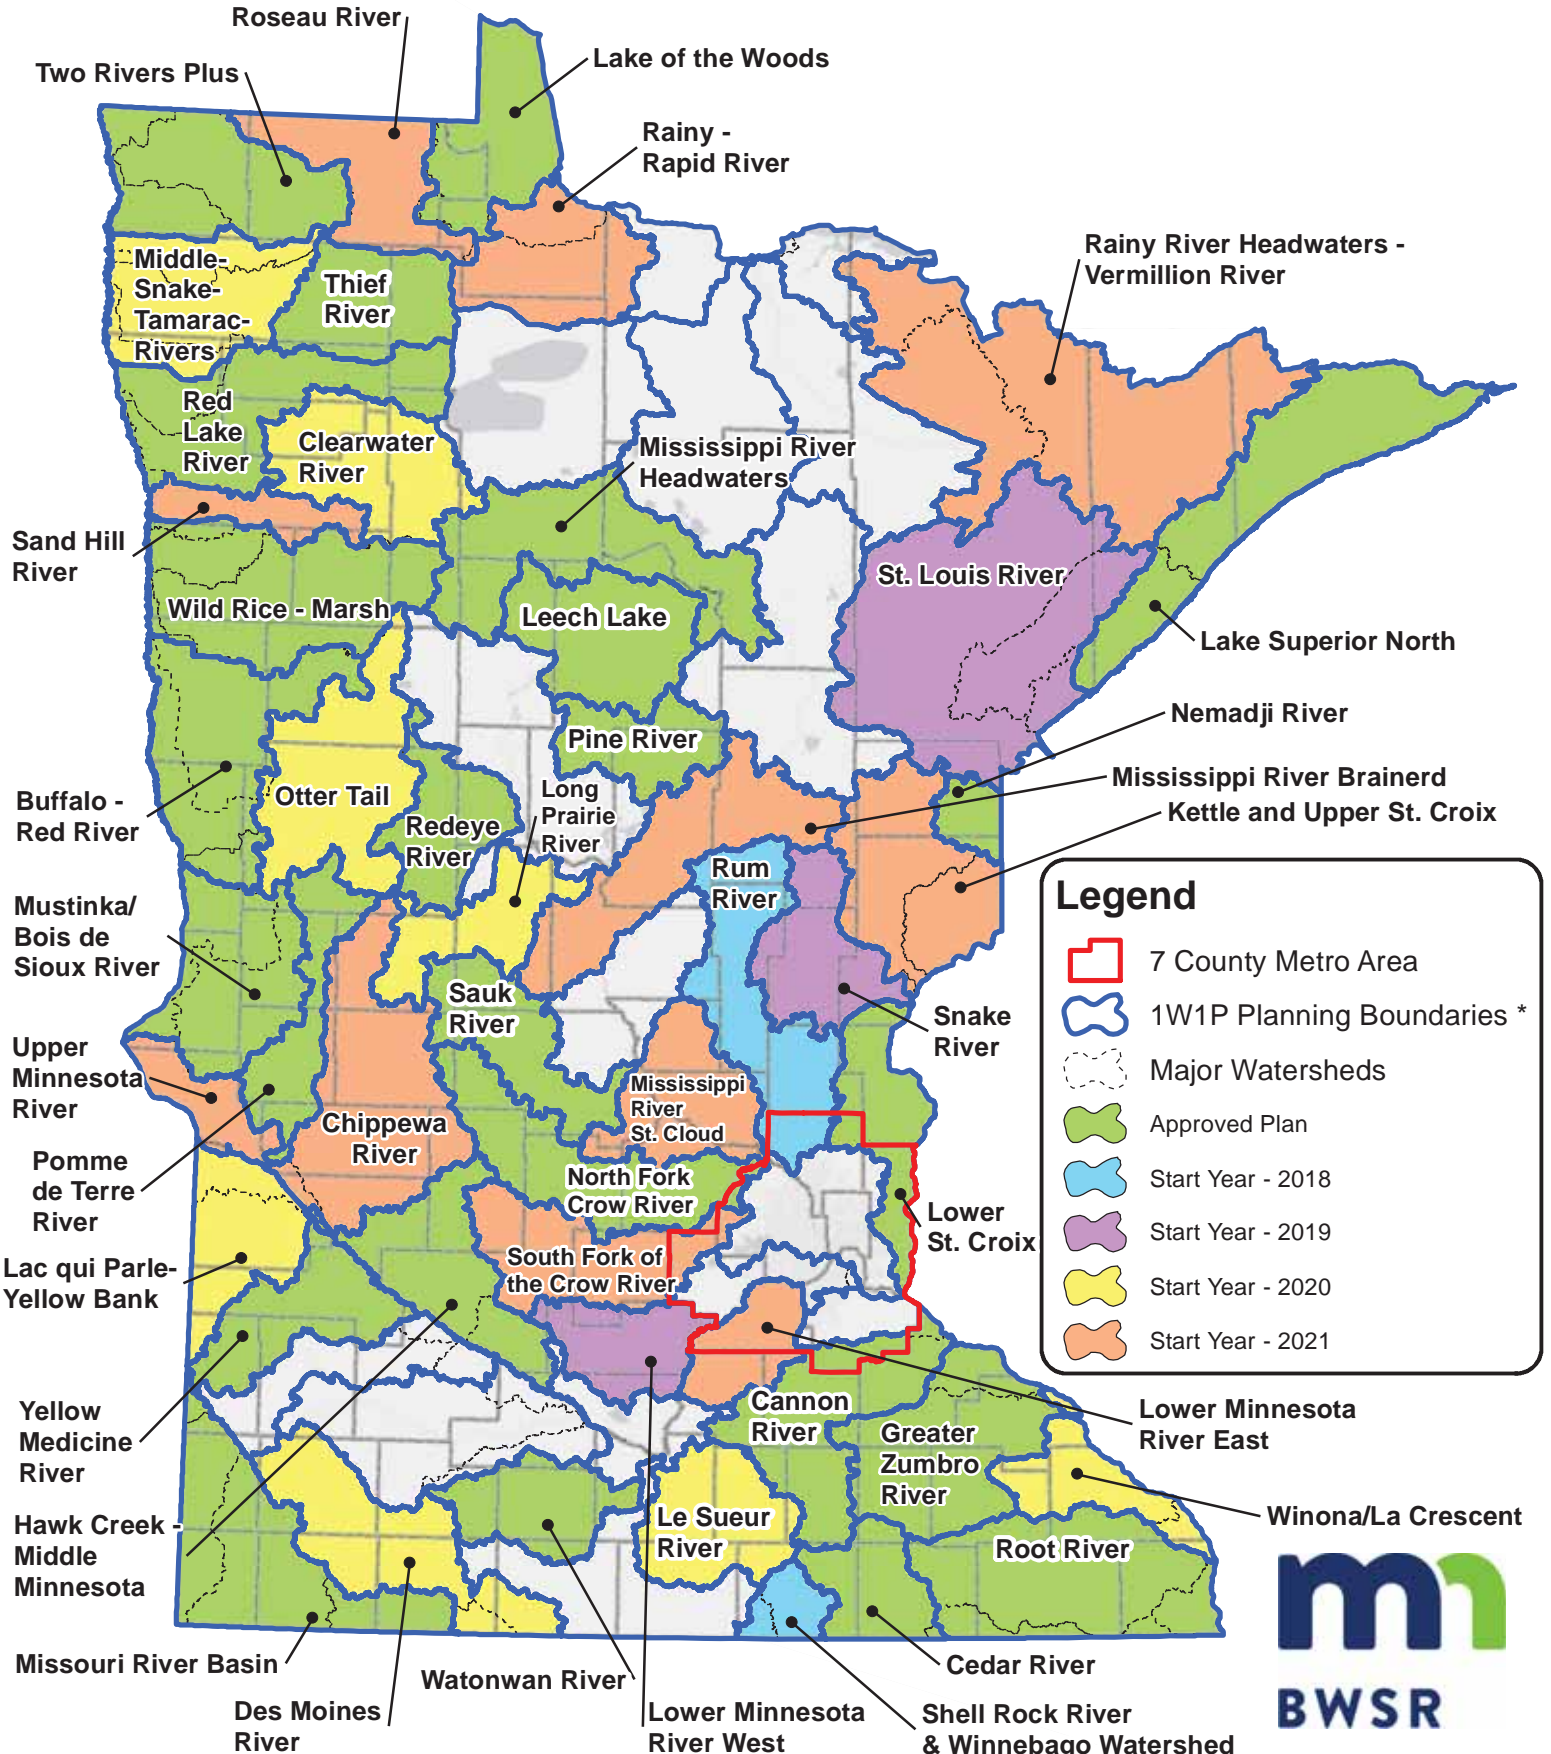 Roseau River
Two Rivers Plus
Lake of the Woods
Rainy -
Rapid River
Rainy River Headwaters -
Vermillion River
Middle-
Snake-
Tamarac-
Rivers
Thief
River
Red
Lake
River
Clearwater
River
Mississippi River
Headwaters
Sand Hill
River
St. Louis River
Wild Rice - Marsh
Leech Lake
Lake Superior North
Nemadji River
Pine River
Mississippi River Brainerd
Kettle and Upper St. Croix
Buffalo -
Red River
Otter Tail
Long
Prairie
River
Redeye
River
Rum
River
Mustinka/
Bois de
Sioux River
Sauk
River
Snake
River
Upper
Minnesota
River
Mississippi
River
St. Cloud
Chippewa
River
Pomme
de Terre
River
North Fork
Crow River
Lower
St. Croix
Lac qui Parle-
Yellow Bank
South Fork of
the Crow River
Legend
7 County Metro Area
1W1P Planning Boundaries *
Major Watersheds
Approved Plan
Start Year - 2018
Start Year - 2019
Start Year - 2020
Start Year - 2021
Yellow
Medicine
River
Cannon
River
Greater
Zumbro
River
Lower Minnesota
River East
Winona/La Crescent
Hawk Creek -
Middle
Minnesota
Le Sueur
River
Root River
Missouri River Basin
Des Moines
River
Watonwan River
Lower Minnesota
River West
Cedar River
Shell Rock River
& Winnebago Watershed
mn
BWSR